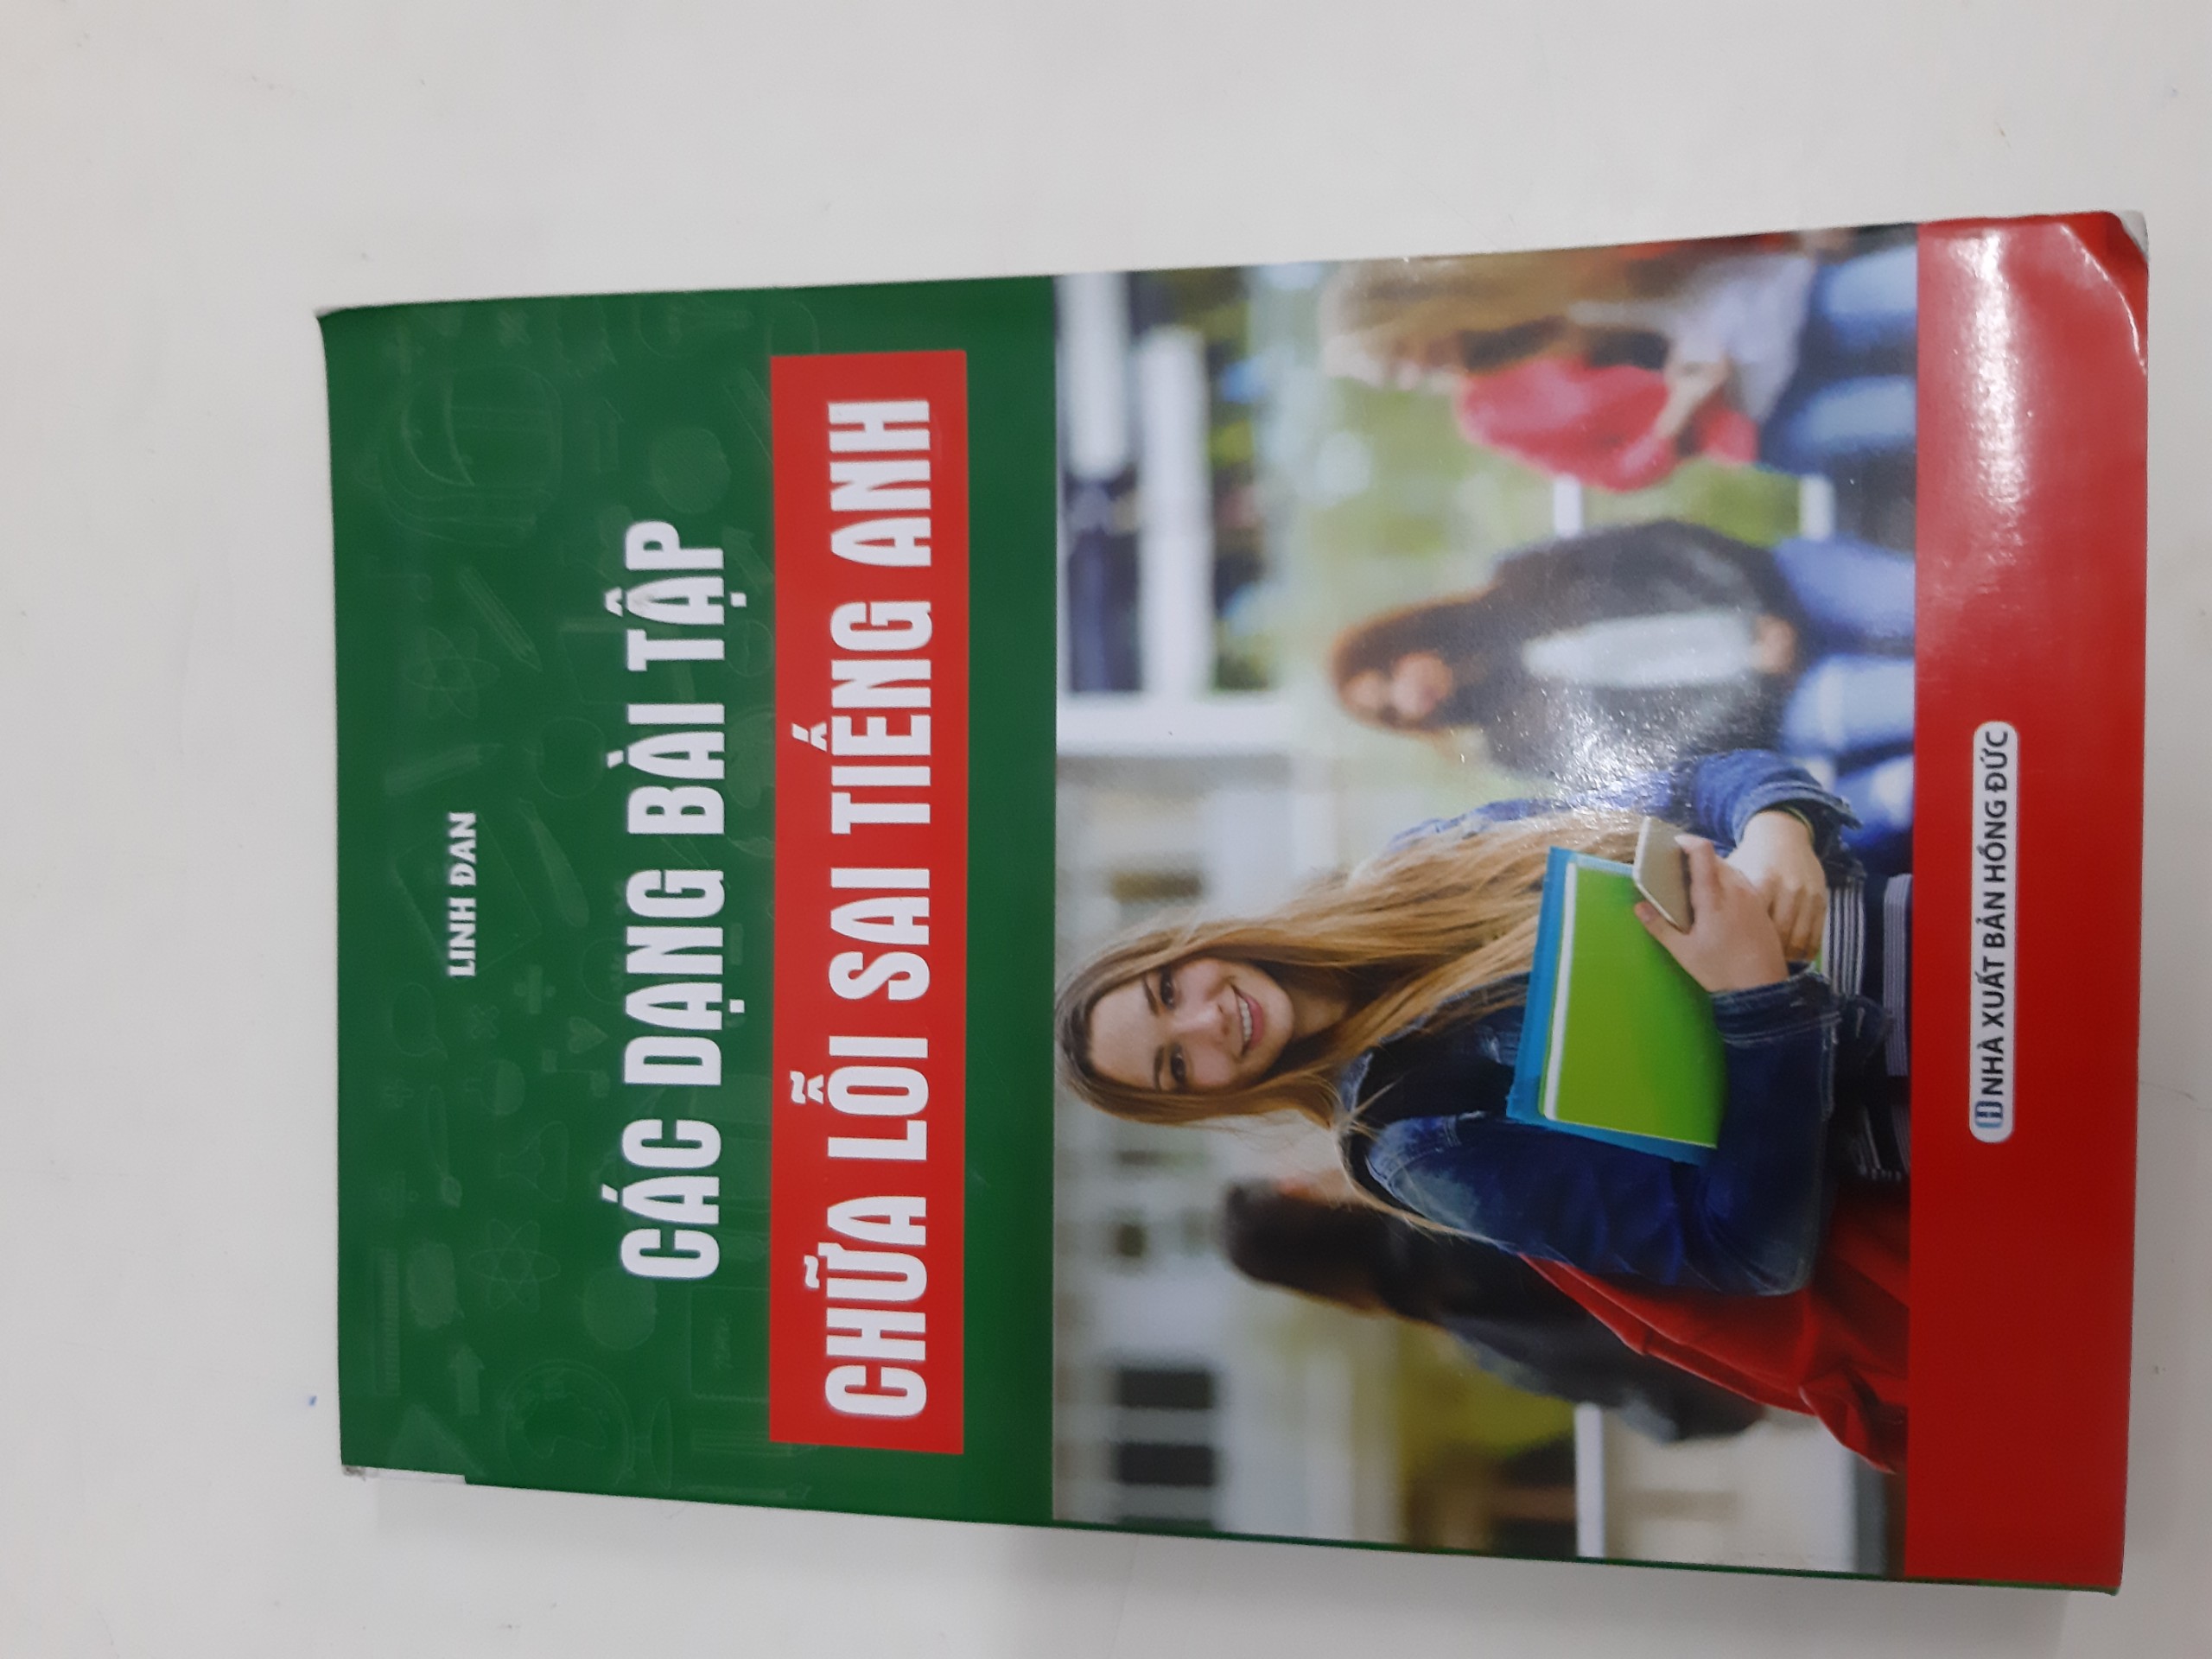 LINH ĐAN
CÁC DẠNG BÀI TẬP
CHỮA LỖI SAI TIẾNG ANH
NHÀ XUẤT BẢN HỒNG ĐỨC